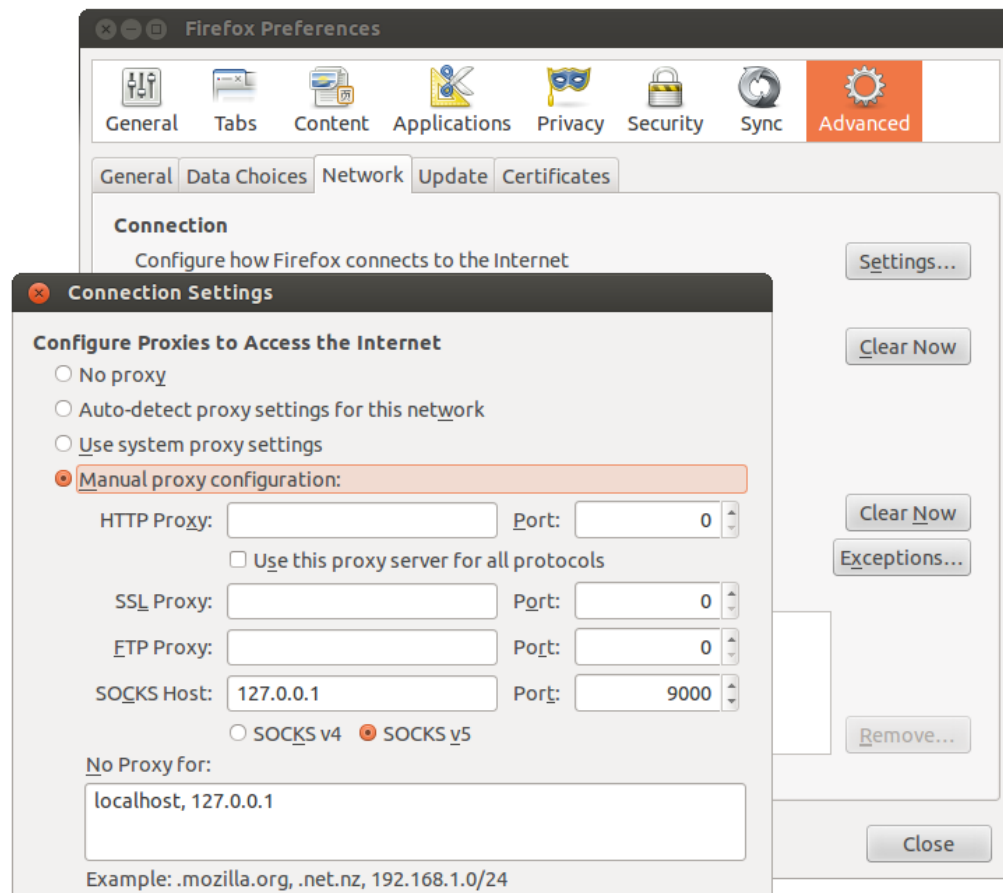 Firefox Preferences
General Tabs Content Applications Privacy Security Sync Advanced
General Data Choices Network Update Certificates
Connection
Configure how Firefox connects to the Internet
Settings...
Connection Settings
Configure Proxies to Access the Internet
Clear Now
No proxy
Auto-detect proxy settings for this network
Use system proxy settings
Manual proxy configuration:
HTTP Proxy: Port: 0
Clear Now
Use this proxy server for all protocols
Exceptions...
SSL Proxy: Port: 0
FTP Proxy: Port: 0
SOCKS Host: 127.0.0.1 Port: 9000
SOCKS v4 SOCKS v5
Remove...
No Proxy for:
localhost, 127.0.0.1
Close
Example: .mozilla.org, .net.nz, 192.168.1.0/24